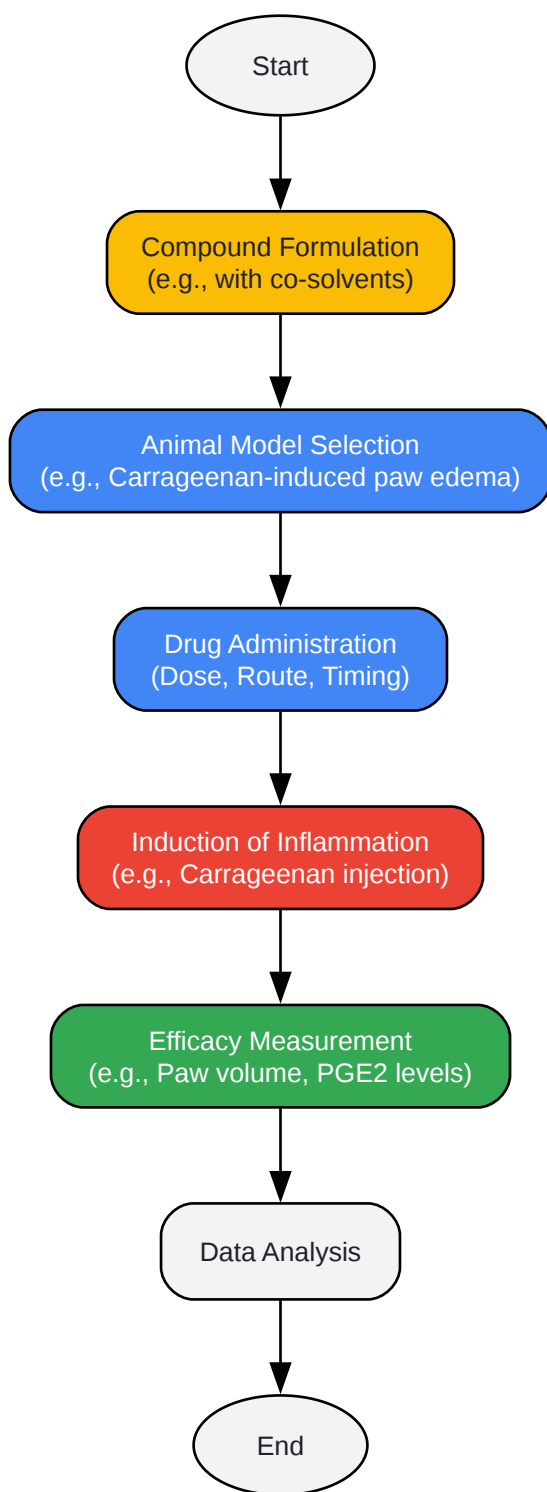 Start
Compound Formulation
(e.g., with co-solvents)
Animal Model Selection
(e.g., Carrageenan-induced paw edema)
Drug Administration
(Dose, Route, Timing)
Induction of Inflammation
(e.g., Carrageenan injection)
Efficacy Measurement
(e.g., Paw volume, PGE2 levels)
Data Analysis
End